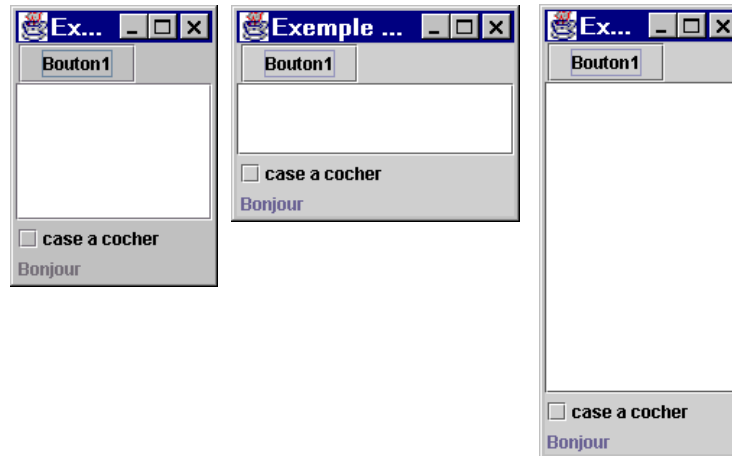 Ex...
Bouton1
case a cocher
Bonjour
Exemple ...
Bouton1
case a cocher
Bonjour
Ex...
Bouton1
case a cocher
Bonjour